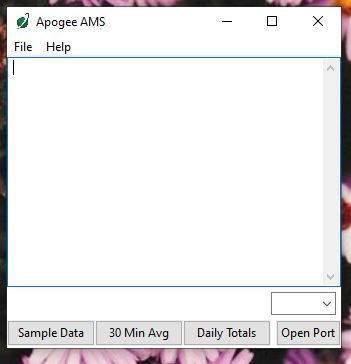 Apogee AMS
File Help
Sample Data 30 Min Avg Daily Totals Open Port